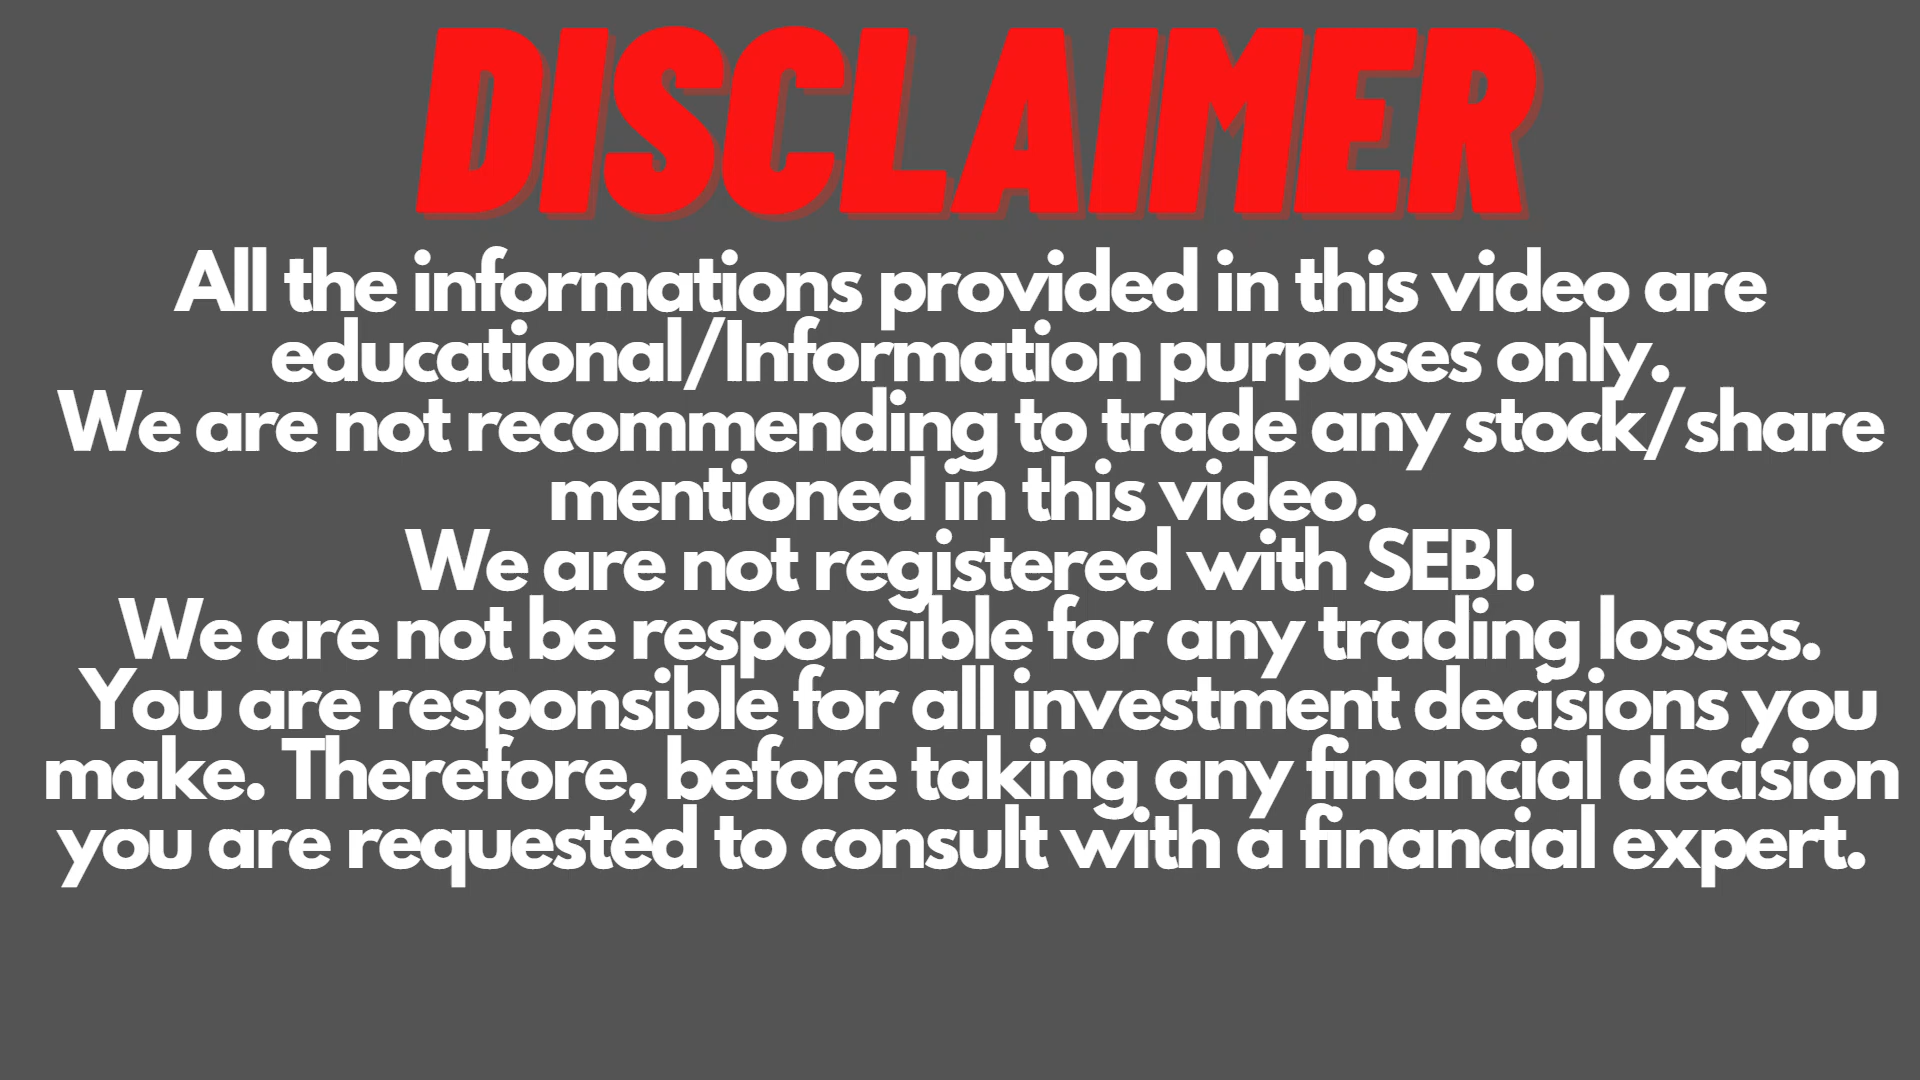 DISCLAIMER
All the informations provided in this video are
educational/Information purposes only.
We are not recommending to trade any stock/share
mentioned in this video.
We are not registered with SEBI.
We are not be responsible for any trading losses.
You are responsible for all investment decisions you
make. Therefore, before taking any financial decision
you are requested to consult with a financial expert.